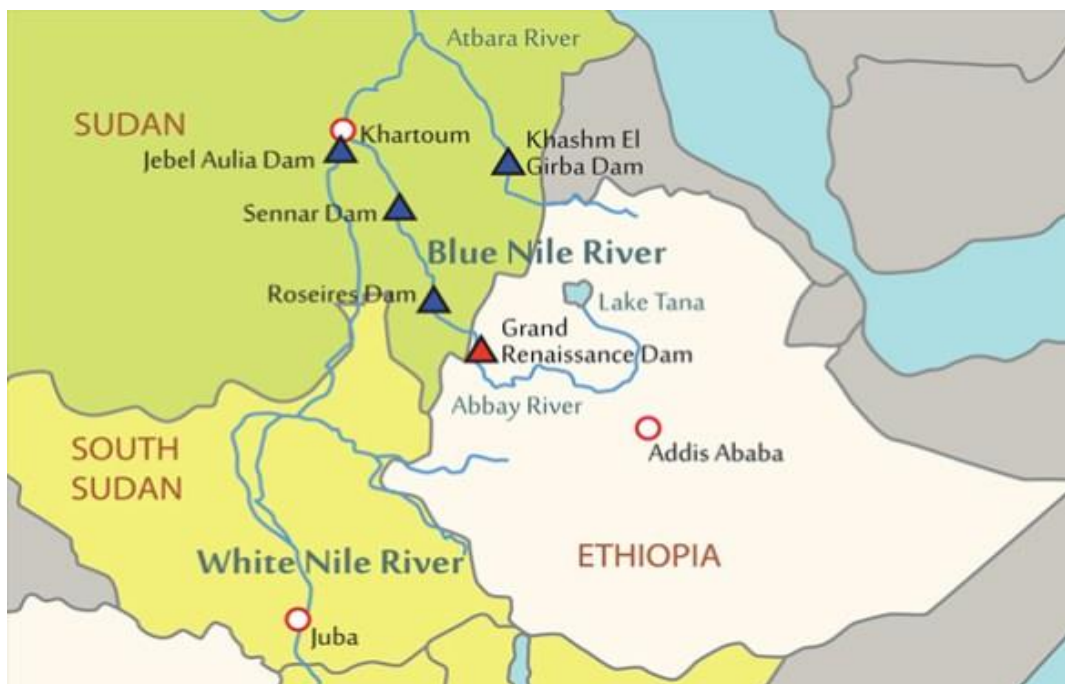 Atbara River
SUDAN
Khartoum
Khashm El
Girba Dam
Jebel Aulia Dam
Sennar Dam
Blue Nile River
Roseires Dam
Lake Tana
Grand
Renaissance Dam
Abbay River
SOUTH
SUDAN
Addis Ababa
White Nile River
ETHIOPIA
Juba